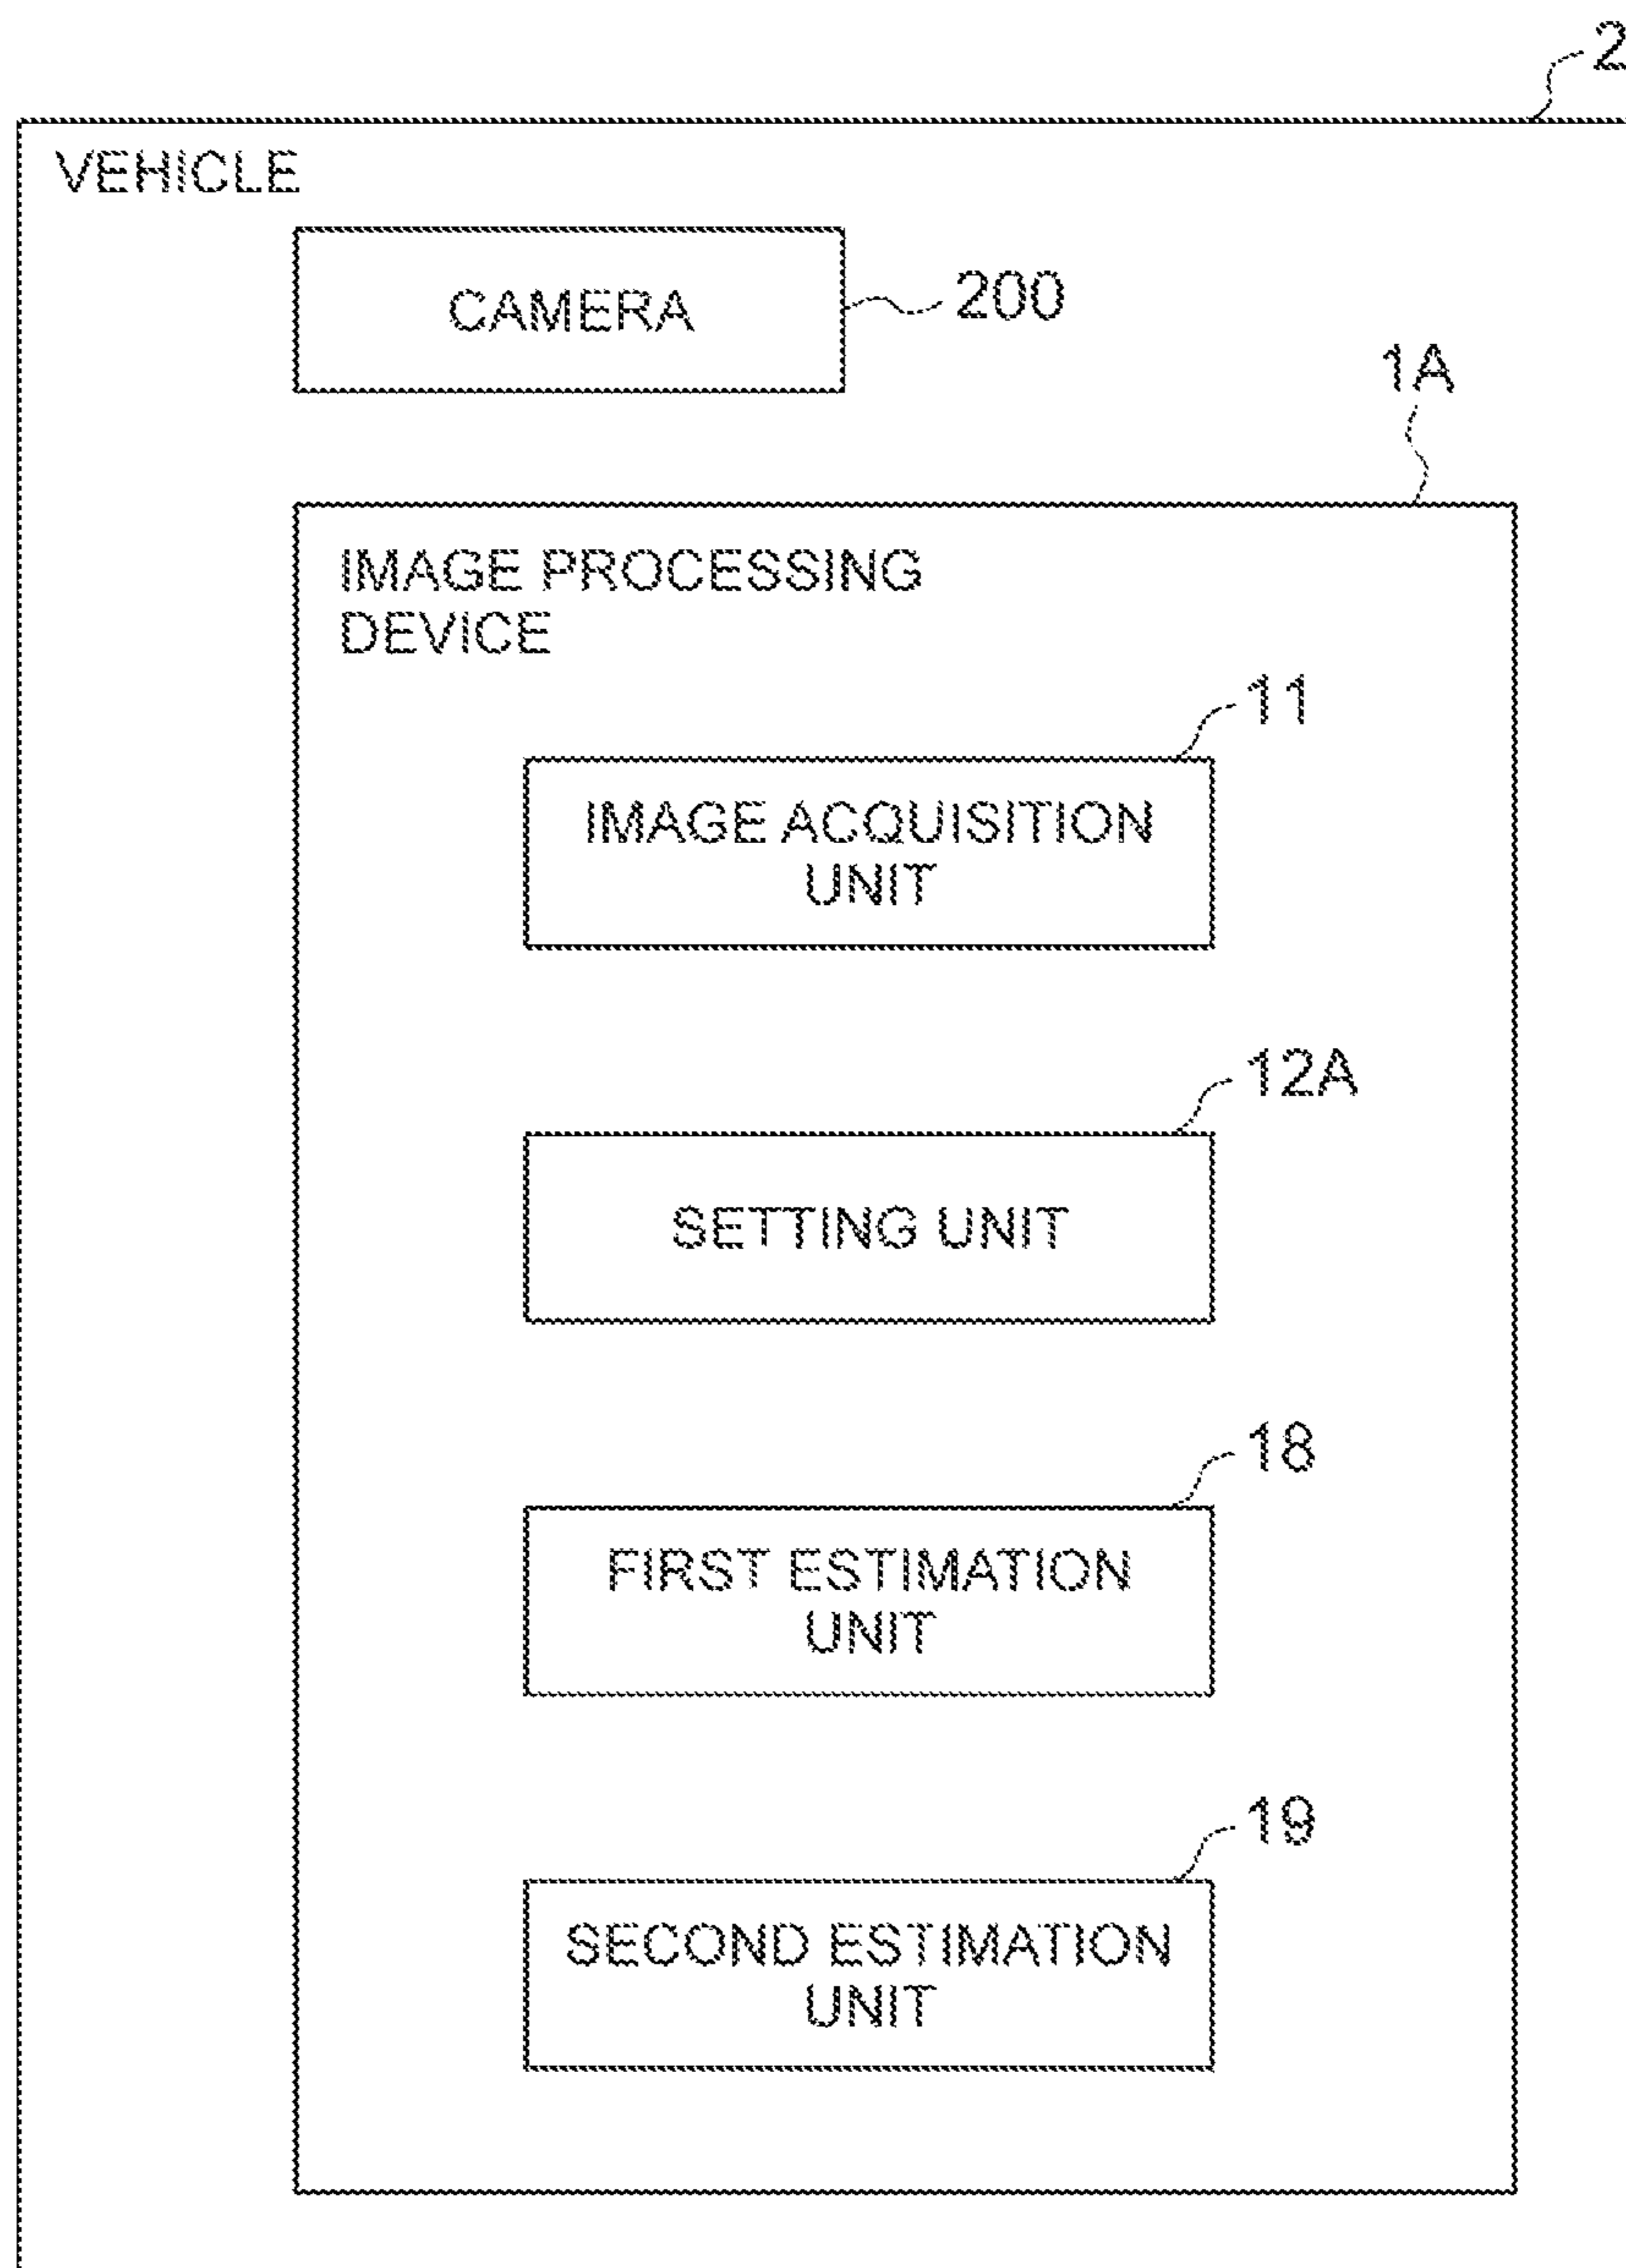 2
VEHICLE
CAMERA
200
1A
IMAGE PROCESSING
DEVICE
11
IMAGE ACQUISITION
UNIT
12A
SETTING UNIT
18
FIRST ESTIMATION
UNIT
19
SECOND ESTIMATION
UNIT